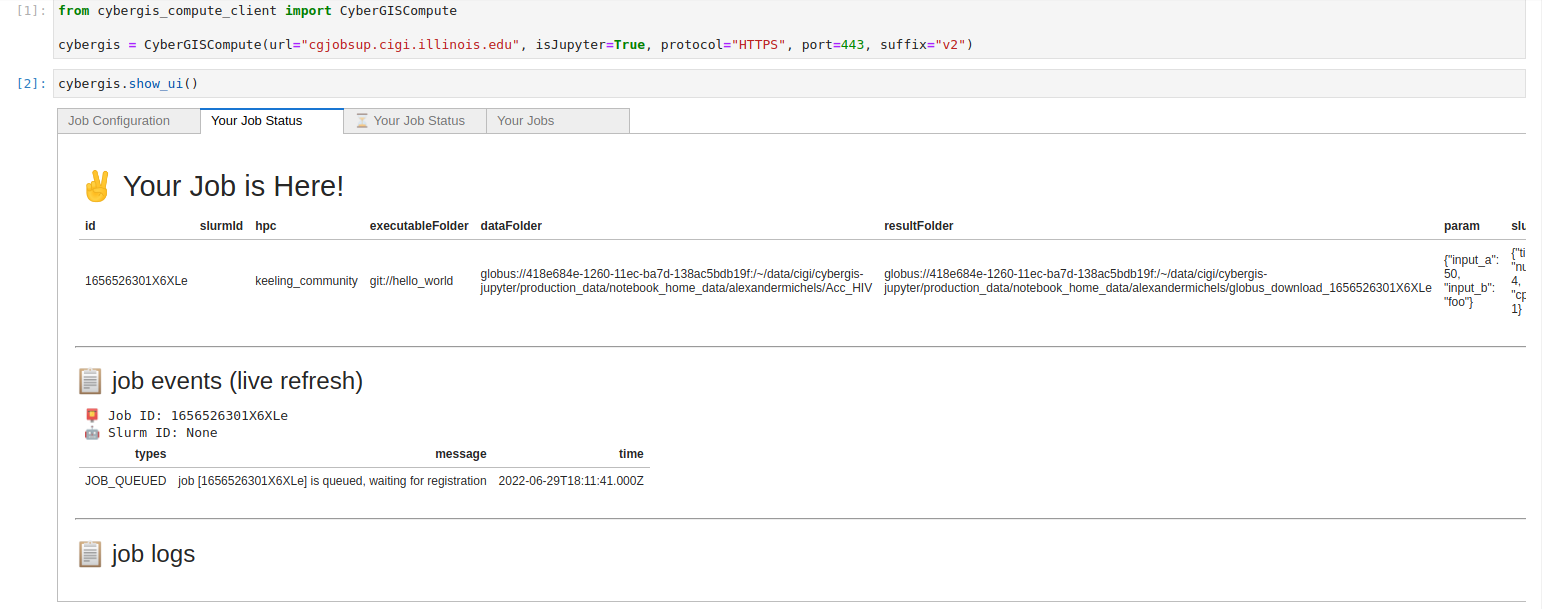 [1]: from cybergis_compute_client import CyberGISCompute
cybergis = CyberGISCompute(url="cgjobsup.cigi.illinois.edu", isJupyter=True, protocol="HTTPS", port=443, suffix="v2")
[2]: cybergis.show_ui()
Job Configuration Your Job Status ⏳ Your Job Status Your Jobs
✌ Your Job is Here!
id slurmId hpc executableFolder dataFolder resultFolder param slu
1656526301X6XLe keeling_community git://hello_world globus://418e684e-1260-11ec-ba7d-138ac5bdb19f:/~/data/cigi/cybergis-jupyter/production_data/notebook_home_data/alexandermichels/Acc_HIV globus://418e684e-1260-11ec-ba7d-138ac5bdb19f:/~/data/cigi/cybergis-jupyter/production_data/notebook_home_data/alexandermichels/globus_download_1656526301X6XLe {"input_a": 50, "input_b": "foo"} {"ti "nu 4, "cp 1}
📋 job events (live refresh)
📮 Job ID: 1656526301X6XLe
🤖 Slurm ID: None
types message time
JOB_QUEUED job [1656526301X6XLe] is queued, waiting for registration 2022-06-29T18:11:41.000Z
📋 job logs